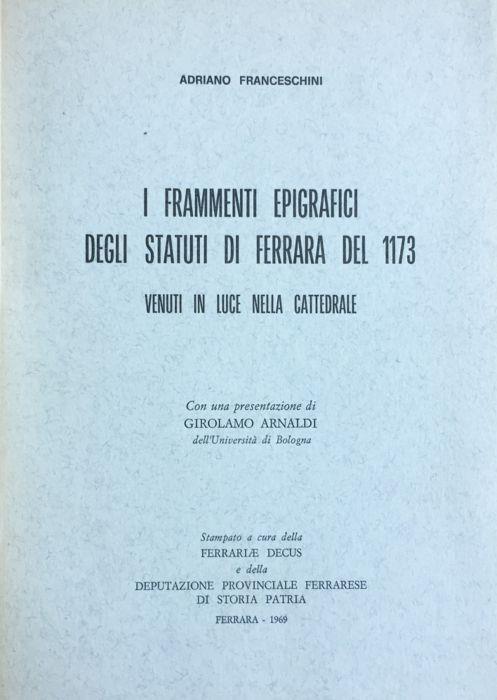 ADRIANO FRANCESCHINI
I FRAMMENTI EPIGRAFICI
DEGLI STATUTI DI FERRARA DEL 1173
VENUTI IN LUCE NELLA CATTEDRALE
Con una presentazione di
GIROLAMO ARNALDI
dell'Università di Bologna
Stampato a cura della
FERRARIÆ DECUS
e della
DEPUTAZIONE PROVINCIALE FERRARESE
DI STORIA PATRIA
FERRARA - 1969